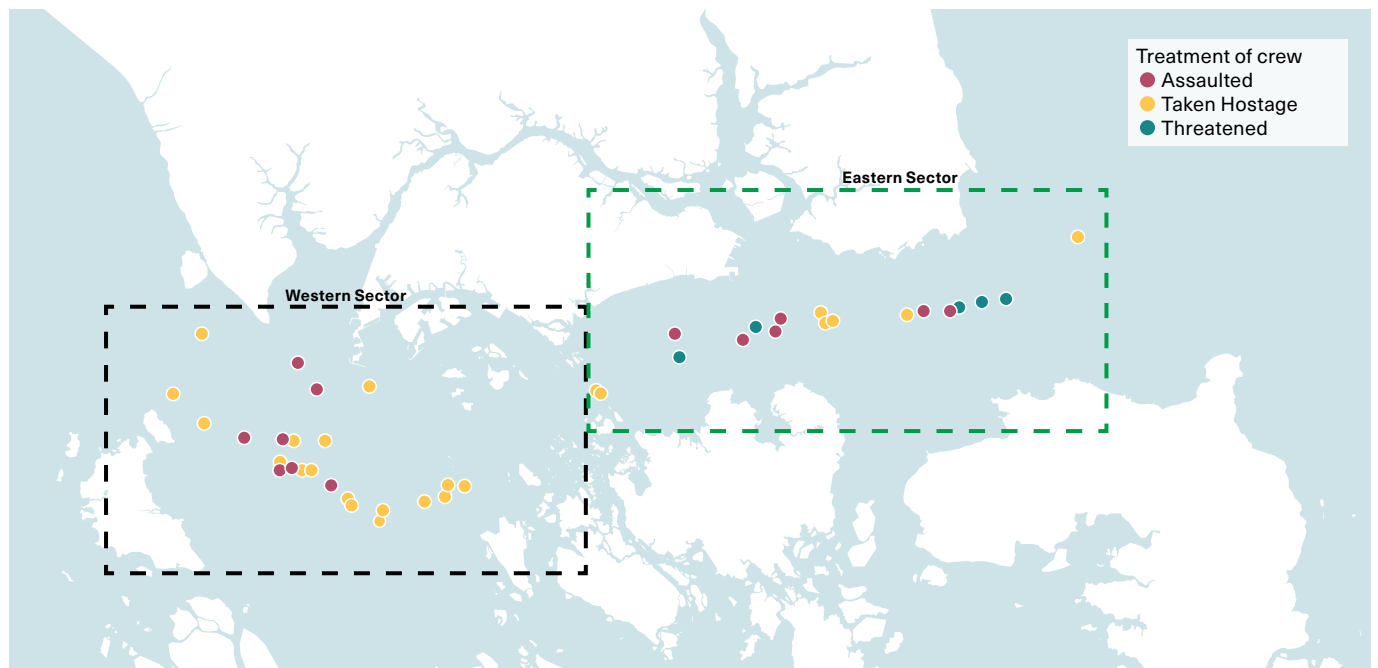 Treatment of crew
Assaulted
Taken Hostage
Threatened
Eastern Sector
Western Sector